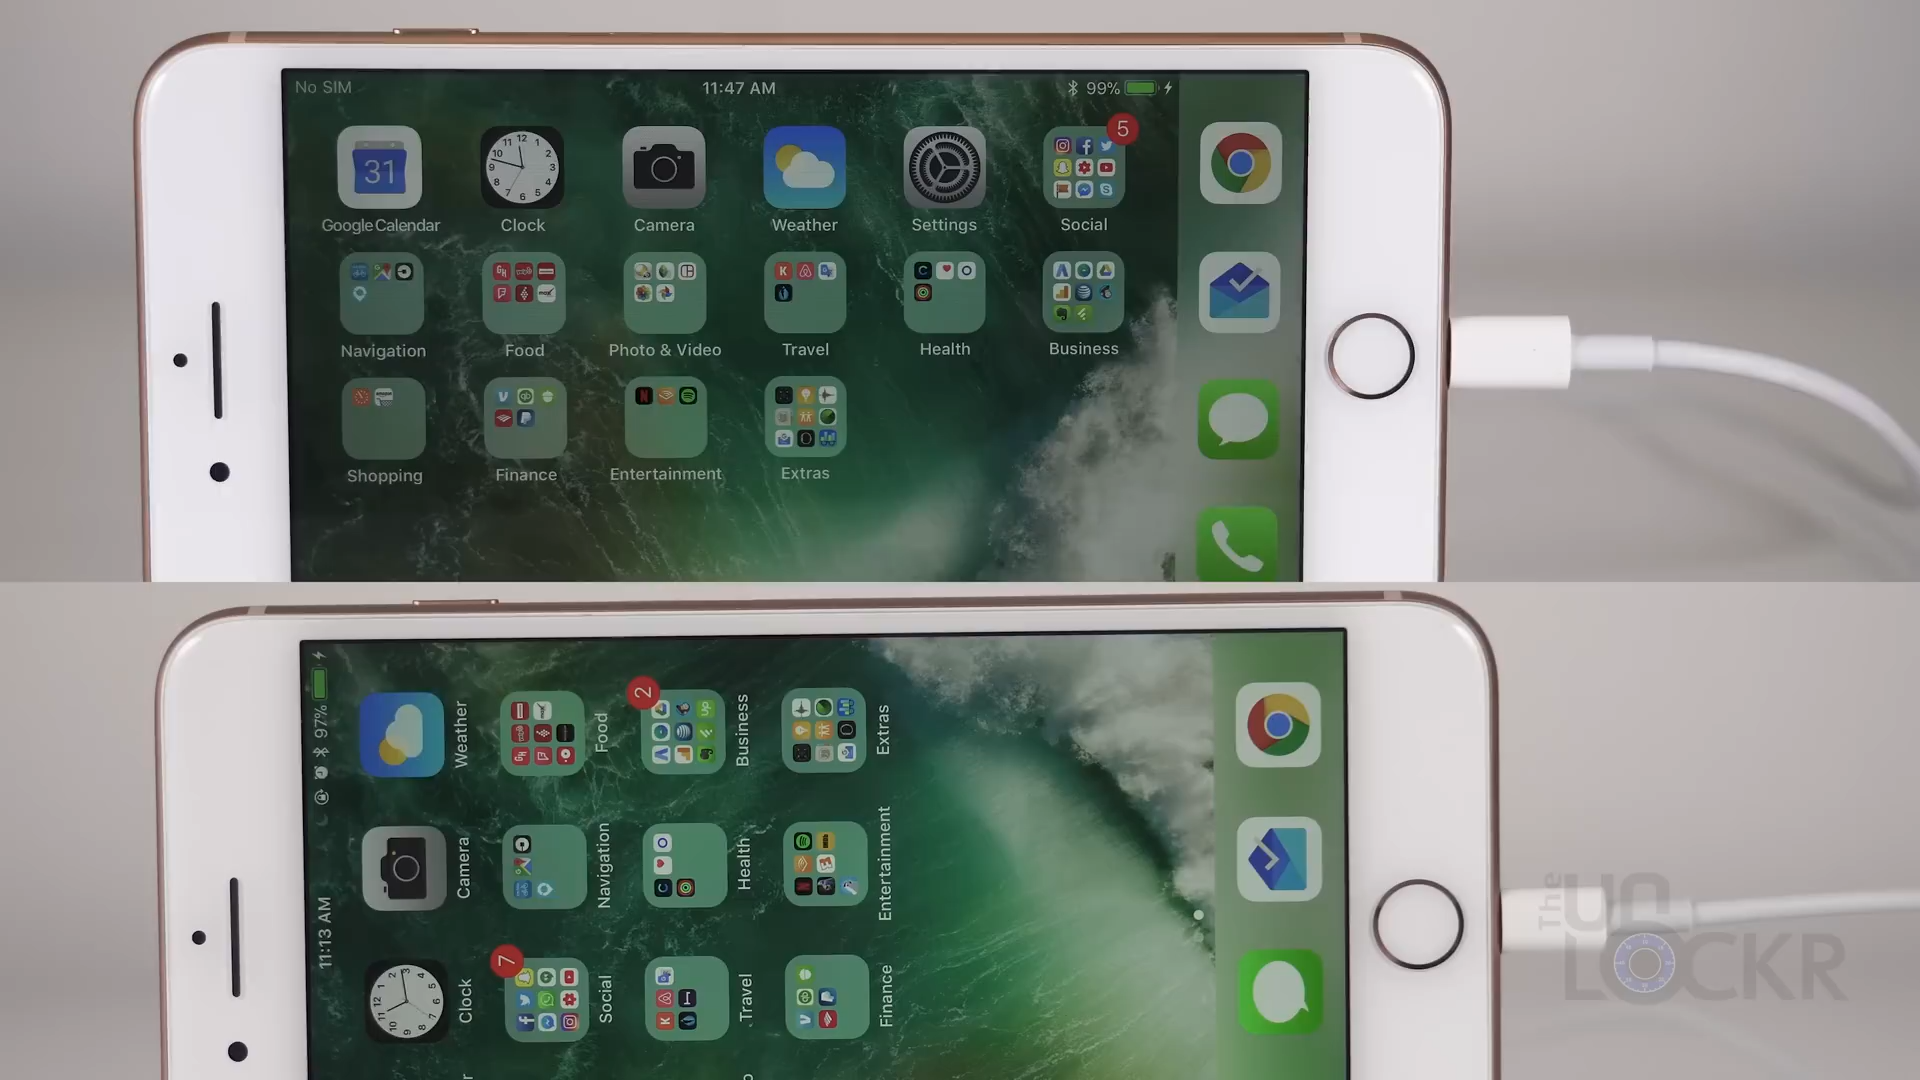 No SIM
11:47 AM
99%
31
5
Google Calendar
Clock
Camera
Weather
Settings
Social
Navigation
Food
Photo & Video
Travel
Health
Business
Shopping
Finance
Entertainment
Extras
97%
11:13 AM
Weather
Food
2
Business
Extras
Camera
Navigation
Health
Entertainment
Clock
7
Social
Travel
Finance
The
UN
LOCKR